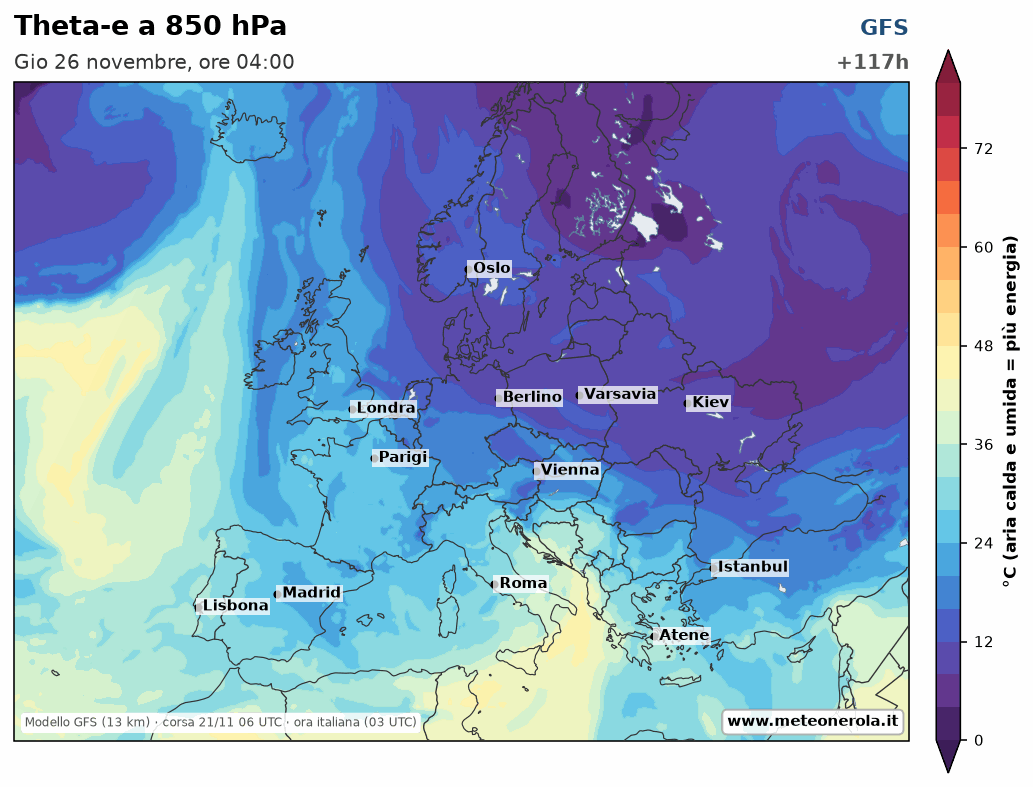 Theta-e a 850 hPa
GFS
Gio 26 novembre, ore 04:00
+117h
Oslo
Berlino
Varsavia
Kiev
Londra
Parigi
Vienna
Istanbul
Roma
Madrid
Lisbona
Atene
Modello GFS (13 km) · corsa 21/11 06 UTC · ora italiana (03 UTC)
www.meteonerola.it
72
60
48
36
24
12
0
°C (aria calda e umida = più energia)